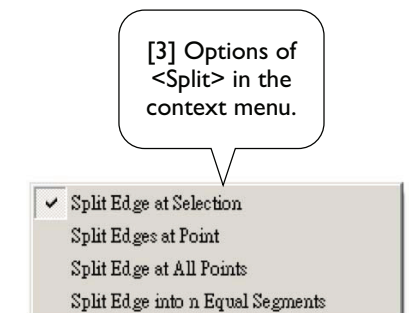 [3] Options of
<Split> in the
context menu.
Split Edge at Selection
Split Edges at Point
Split Edge at All Points
Split Edge into n Equal Segments